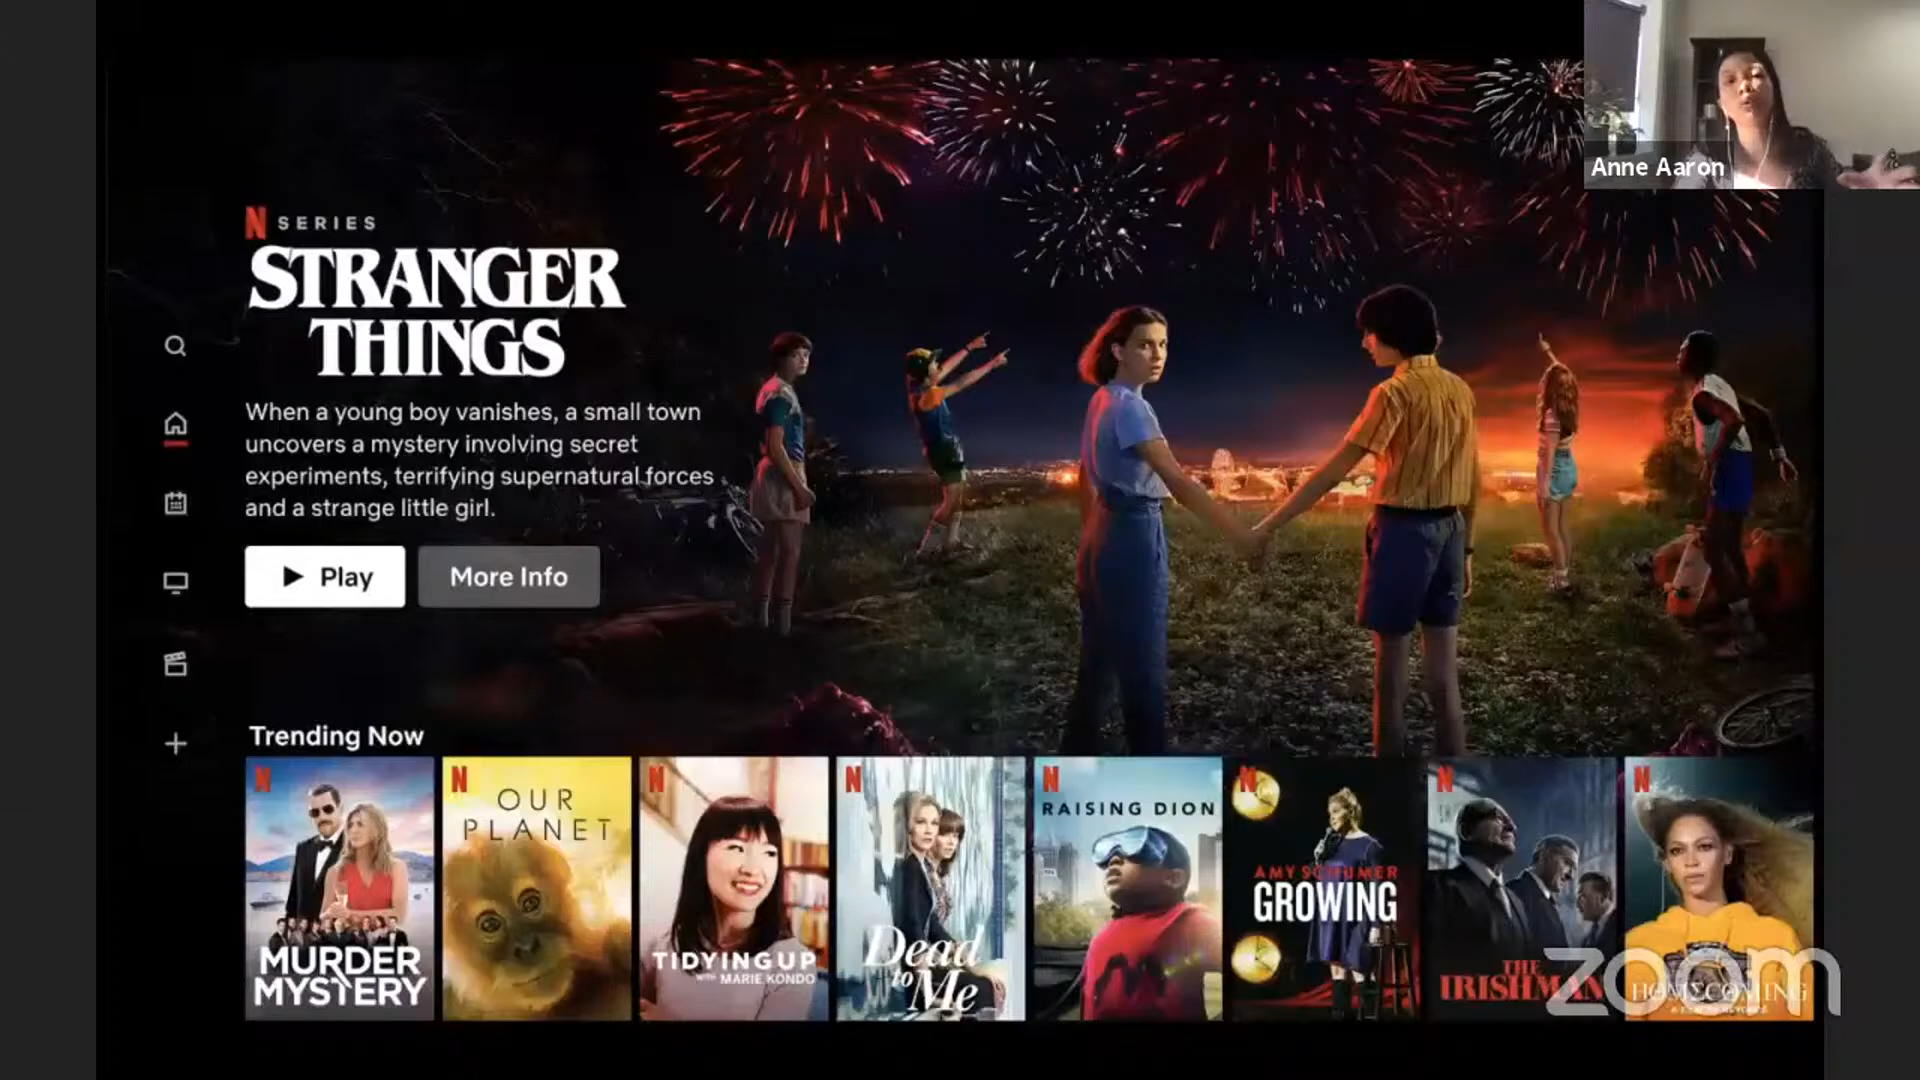 Anne Aaron
N SERIES
STRANGER
THINGS
When a young boy vanishes, a small town
uncovers a mystery involving secret
experiments, terrifying supernatural forces
and a strange little girl.
Play
More Info
Trending Now
N
MURDER
MYSTERY
N
OUR
PLANET
N
TIDYING UP
WITH MARIE KONDO
N
Dead
to
Me
N
RAISING DION
N
AMY SCHUMER
GROWING
N
THE
IRISHMAN
N
HOMECOMING
zoom